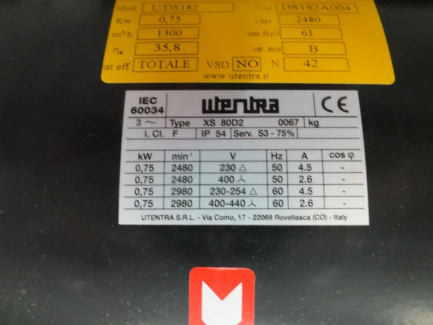 Mod. UDS182 Cod. DS182A004
Kw 0,75 1/min 2480
m³/h 1300 mm H₂O 61
ηe 35,8 cat mis B
cat eff TOTALE VSD NO N 42
www.utentra.it
IEC 60034 utentra CE
3 ~ Type XS 80D2 0067 kg
I. Cl. F IP 54 Serv. S3 - 75%
kW min⁻¹ V Hz A cos φ
0,75 2480 230 △ 50 4.5 -
0,75 2480 400 ⅄ 50 2.6 -
0,75 2980 230-254 △ 60 4.5 -
0,75 2980 400-440 ⅄ 60 2.6 -
UTENTRA S.R.L. - Via Como, 17 - 22069 Rovellasca (CO) - Italy